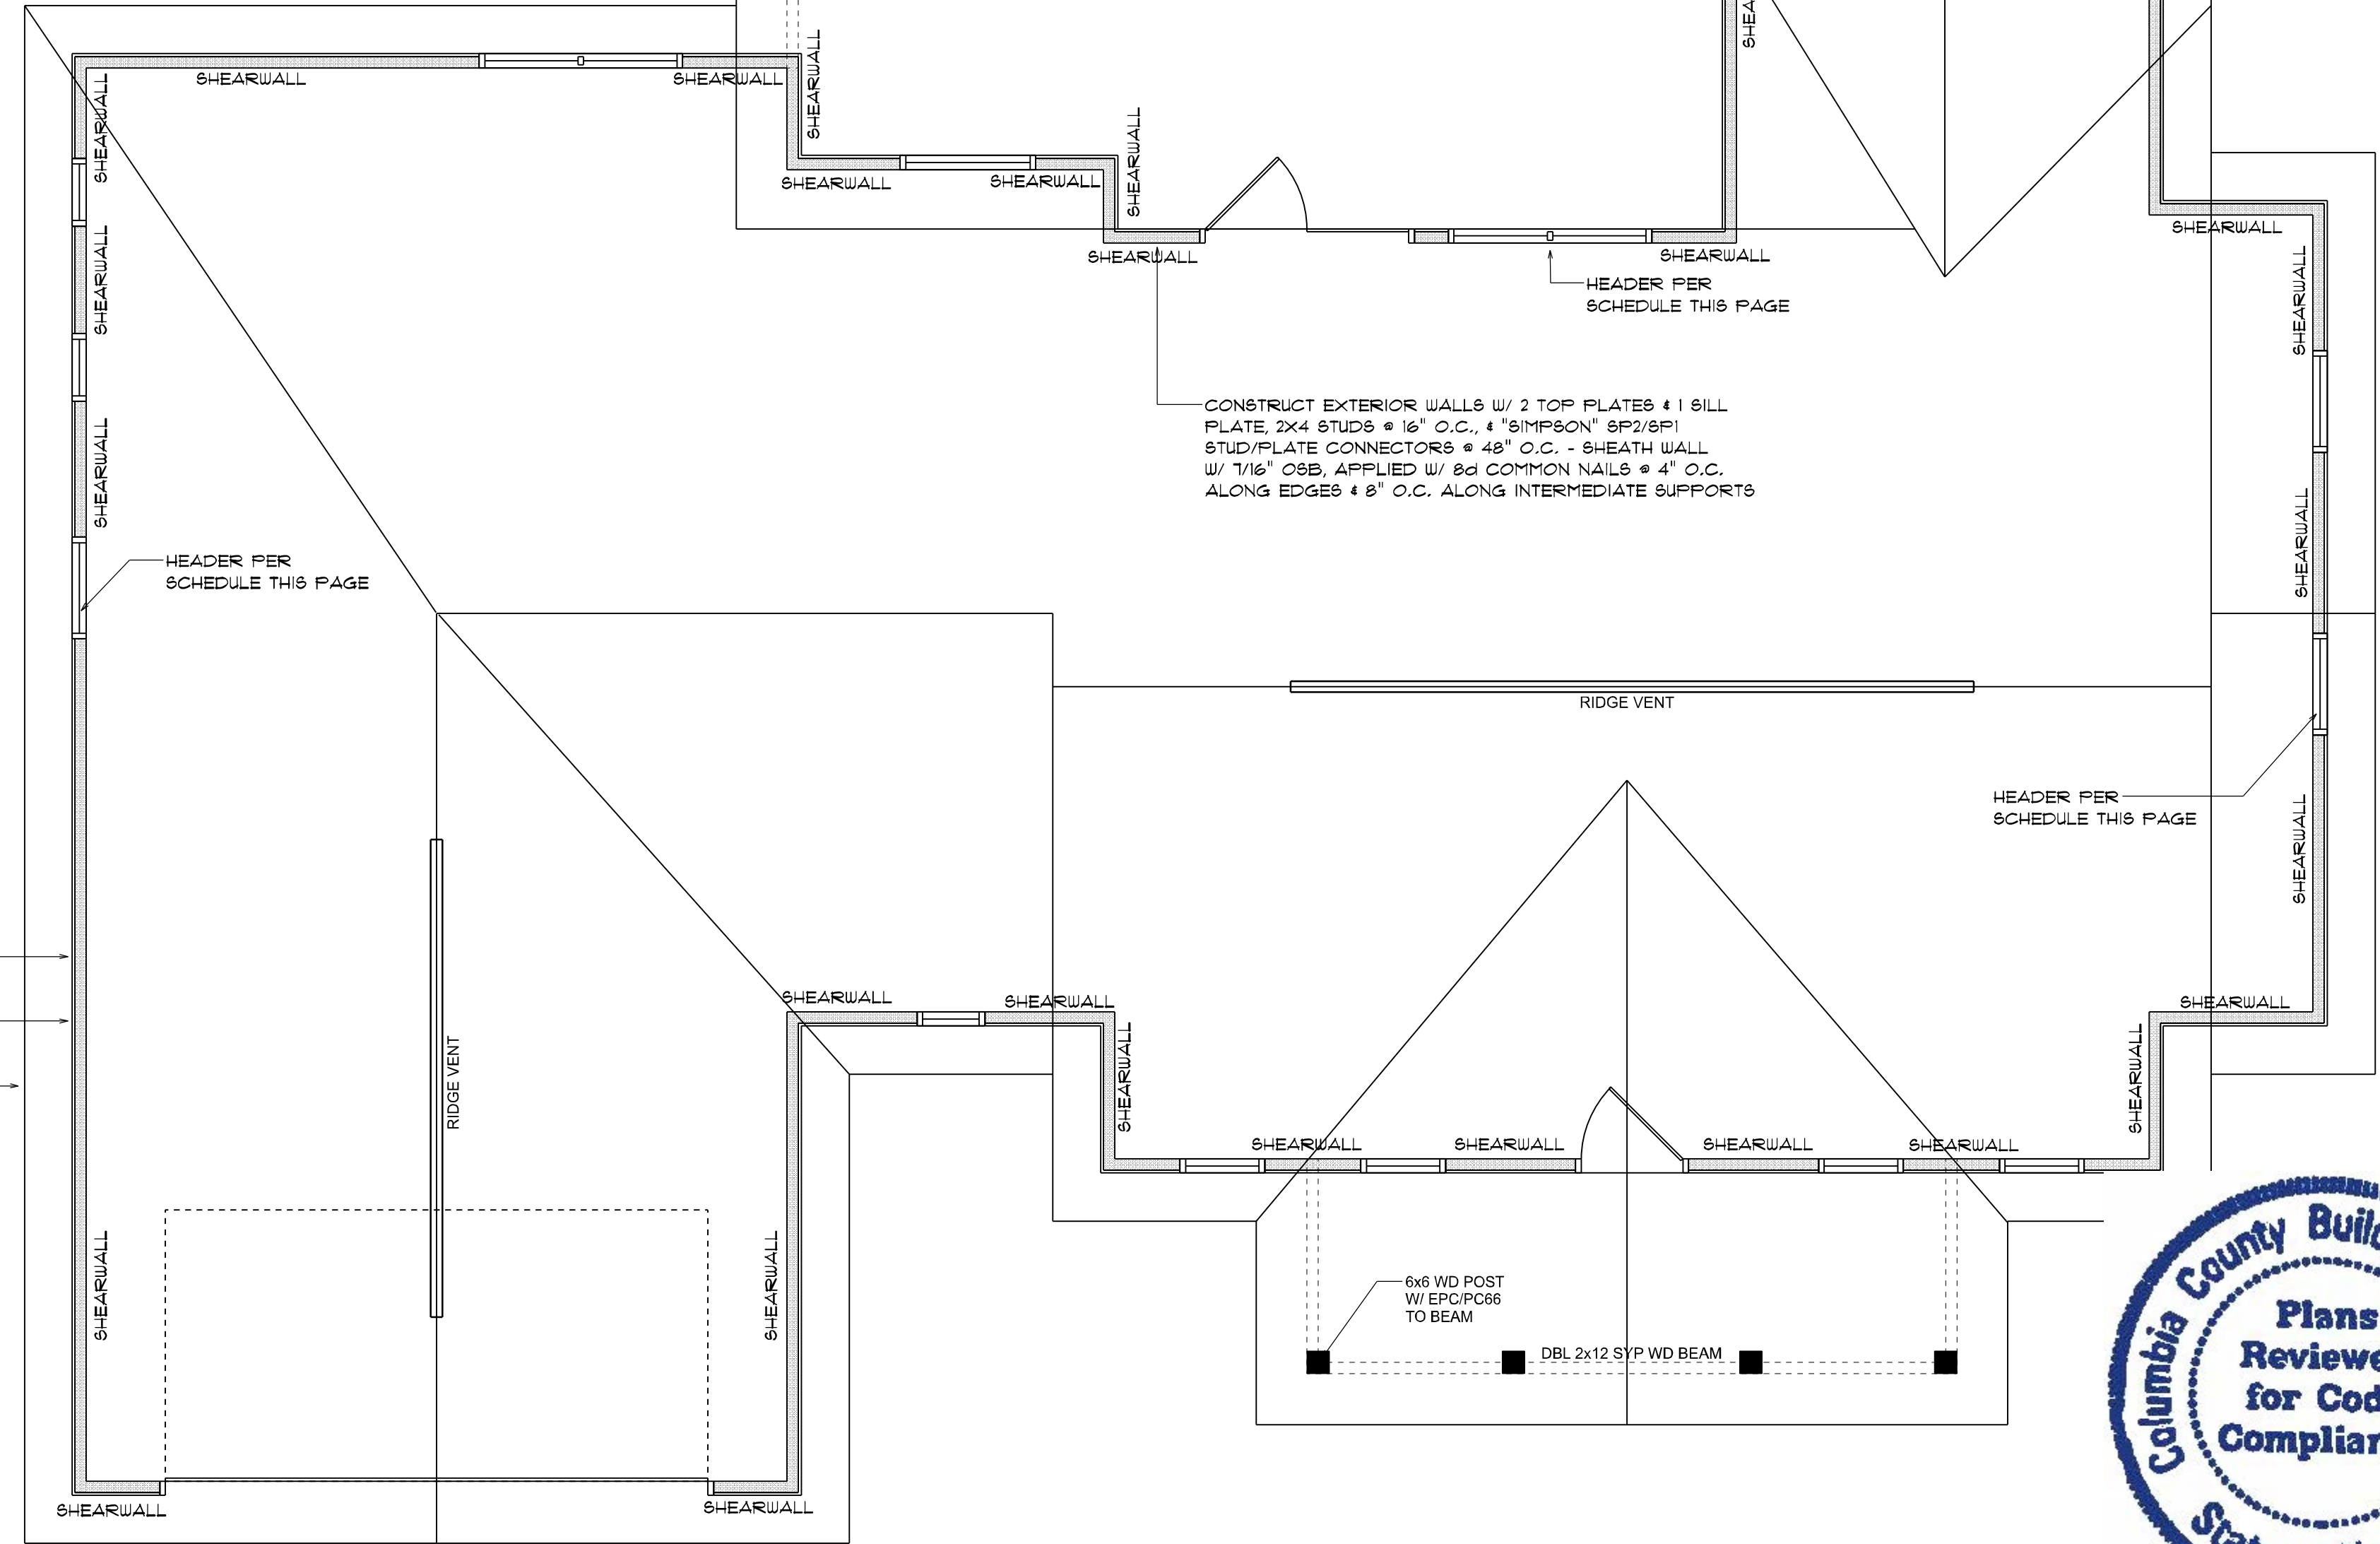 SHEARWALL
SHEARWALL
SHEARWALL
SHEARWALL
SHEARWALL
SHEARWALL
SHEARWALL
SHEARWALL
SHEARWALL
SHEARWALL
SHEARWALL
SHEARWALL
SHEARWALL
SHEARWALL
HEADER PER
SCHEDULE THIS PAGE
CONSTRUCT EXTERIOR WALLS W/ 2 TOP PLATES & 1 SILL
PLATE, 2X4 STUDS @ 16" O.C., & "SIMPSON" SP2/SP1
STUD/PLATE CONNECTORS @ 48" O.C. - SHEATH WALL
W/ 7/16" OSB, APPLIED W/ 8d COMMON NAILS @ 4" O.C.
ALONG EDGES & 8" O.C. ALONG INTERMEDIATE SUPPORTS
SHEARWALL
HEADER PER
SCHEDULE THIS PAGE
RIDGE VENT
HEADER PER
SCHEDULE THIS PAGE
SHEARWALL
SHEARWALL
SHEARWALL
SHEARWALL
RIDGE VENT
SHEARWALL
SHEARWALL
SHEARWALL
SHEARWALL
SHEARWALL
SHEARWALL
SHEARWALL
SHEARWALL
6x6 WD POST
W/ EPC/PC66
TO BEAM
DBL 2x12 SYP WD BEAM
SHEARWALL
SHEARWALL
Columbia County
Plans
for